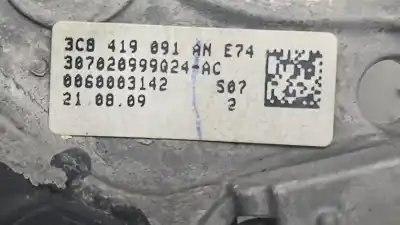 3C8 419 091 AN E74
307020999Q24-AC
0060003142 S07
21.08.09 2